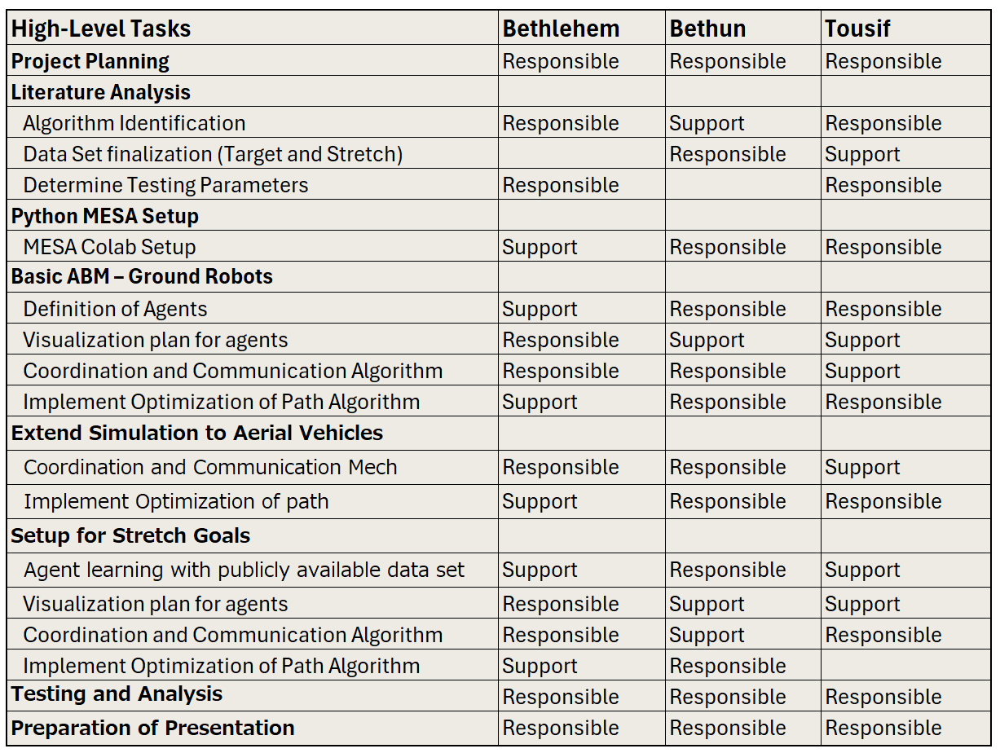 High-Level Tasks Bethlehem Bethun Tousif
Project Planning Responsible Responsible Responsible
Literature Analysis
Algorithm Identification Responsible Support Responsible
Data Set finalization (Target and Stretch) Responsible Support
Determine Testing Parameters Responsible Responsible
Python MESA Setup
MESA Colab Setup Support Responsible Responsible
Basic ABM – Ground Robots
Definition of Agents Support Responsible Responsible
Visualization plan for agents Responsible Support Support
Coordination and Communication Algorithm Responsible Responsible Support
Implement Optimization of Path Algorithm Support Responsible Responsible
Extend Simulation to Aerial Vehicles
Coordination and Communication Mech Responsible Responsible Support
Implement Optimization of path Support Responsible Responsible
Setup for Stretch Goals
Agent learning with publicly available data set Support Responsible Support
Visualization plan for agents Responsible Support Support
Coordination and Communication Algorithm Responsible Support Responsible
Implement Optimization of Path Algorithm Support Responsible
Testing and Analysis Responsible Responsible Responsible
Preparation of Presentation Responsible Responsible Responsible